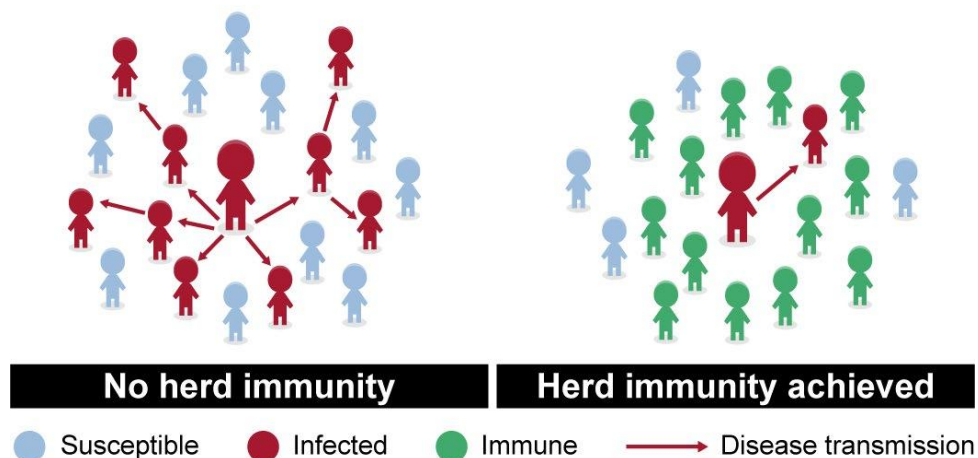 No herd immunity
Herd immunity achieved
Susceptible
Infected
Immune
Disease transmission